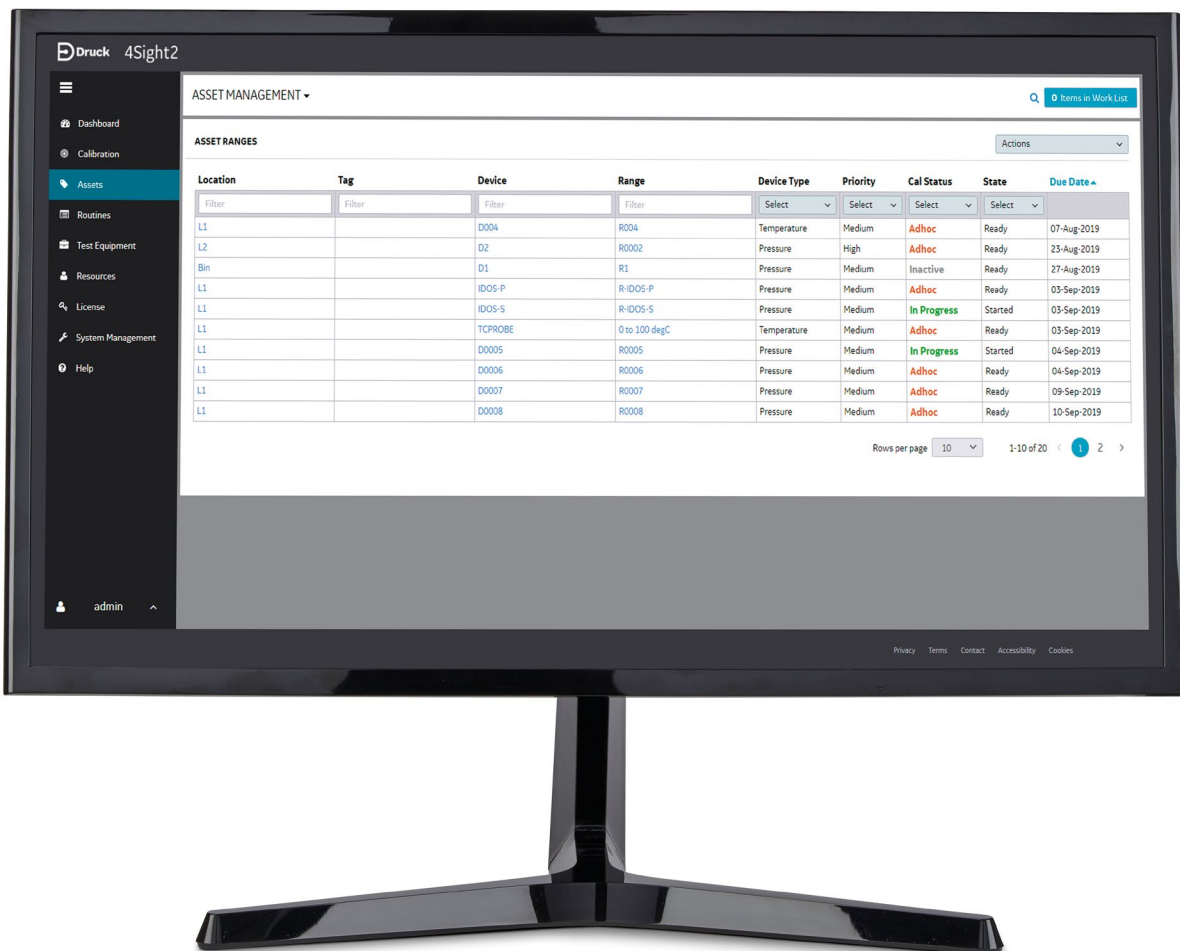 Druck 4Sight2
ASSET MANAGEMENT
0 Items in Work List
Dashboard
Calibration
Assets
Routines
Test Equipment
Resources
License
System Management
Help
admin
ASSET RANGES
Actions
Location Tag Device Range Device Type Priority Cal Status State Due Date
Filter Filter Filter Filter Select Select Select Select
L1 D004 R004 Temperature Medium Adhoc Ready 07-Aug-2019
L2 D2 R0002 Pressure High Adhoc Ready 23-Aug-2019
Bin D1 R1 Pressure Medium Inactive Ready 27-Aug-2019
L1 IDOS-P R-IDOS-P Pressure Medium Adhoc Ready 03-Sep-2019
L1 IDOS-S R-IDOS-S Pressure Medium In Progress Started 03-Sep-2019
L1 TCPROBE 0 to 100 degC Temperature Medium Adhoc Ready 03-Sep-2019
L1 D0005 R0005 Pressure Medium In Progress Started 04-Sep-2019
L1 D0006 R0006 Pressure Medium Adhoc Ready 04-Sep-2019
L1 D0007 R0007 Pressure Medium Adhoc Ready 09-Sep-2019
L1 D0008 R0008 Pressure Medium Adhoc Ready 10-Sep-2019
Rows per page 10 1-10 of 20 < 1 2 >
Privacy Terms Contact Accessibility Cookies